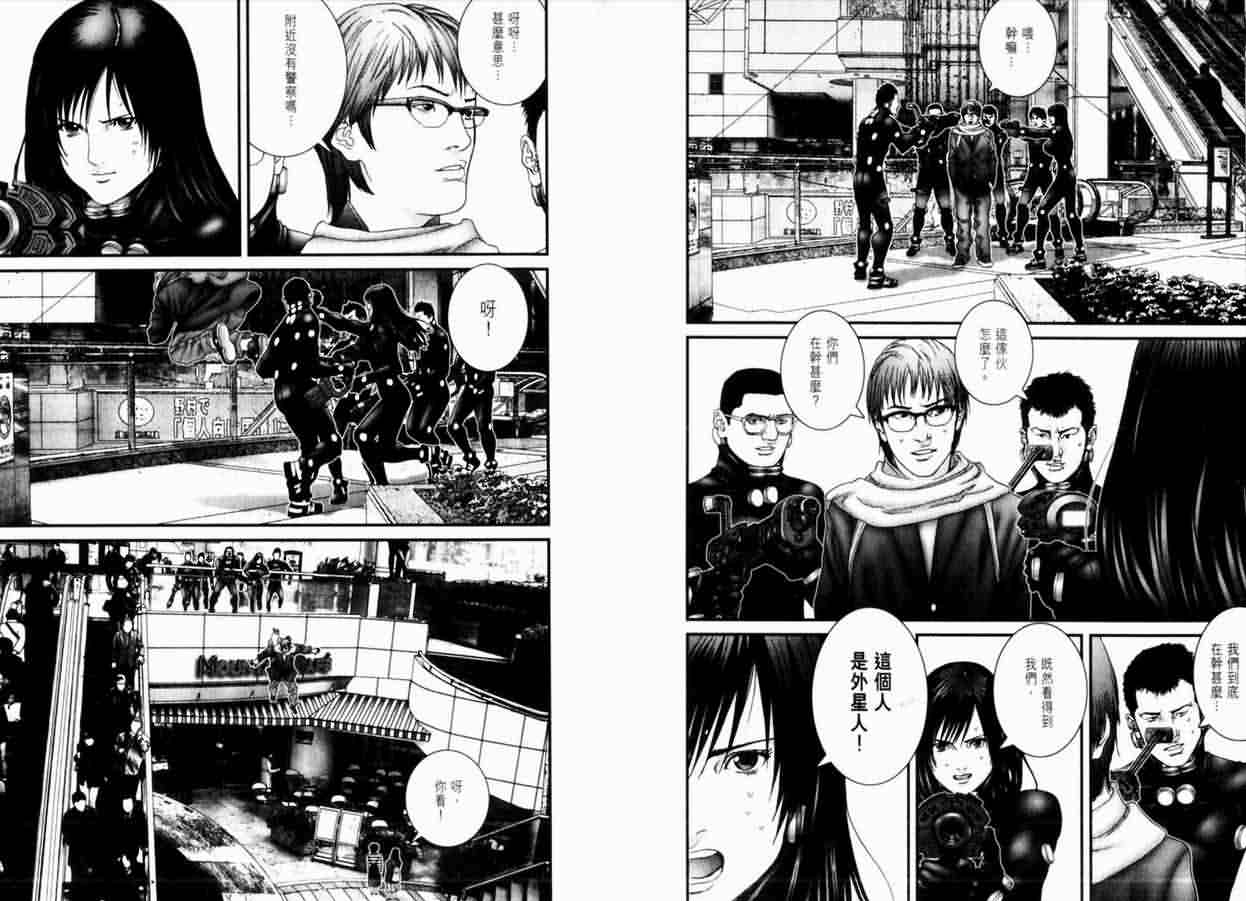 喂…
幹嘛…
這傢伙
怎麼了。
你們
在幹甚麼？
我們到底
在幹甚麼…
既然看得到
我們，
這個人
是外星人！
呀呀…
甚麼意思…
附近沒有警察嗎…
呀！
呀，
你看！